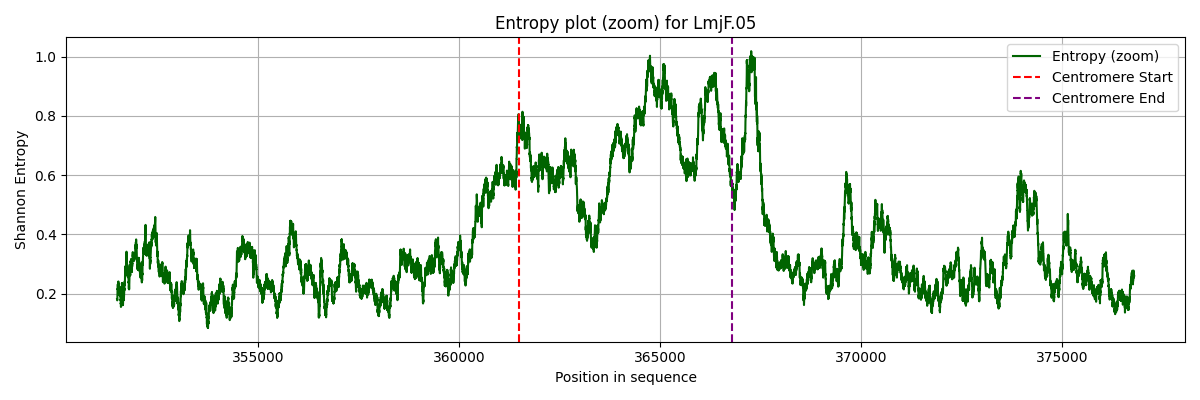 Entropy plot (zoom) for LmjF.05
Shannon Entropy
1.0
0.8
0.6
0.4
0.2
Entropy (zoom)
Centromere Start
Centromere End
355000 360000 365000 370000 375000
Position in sequence